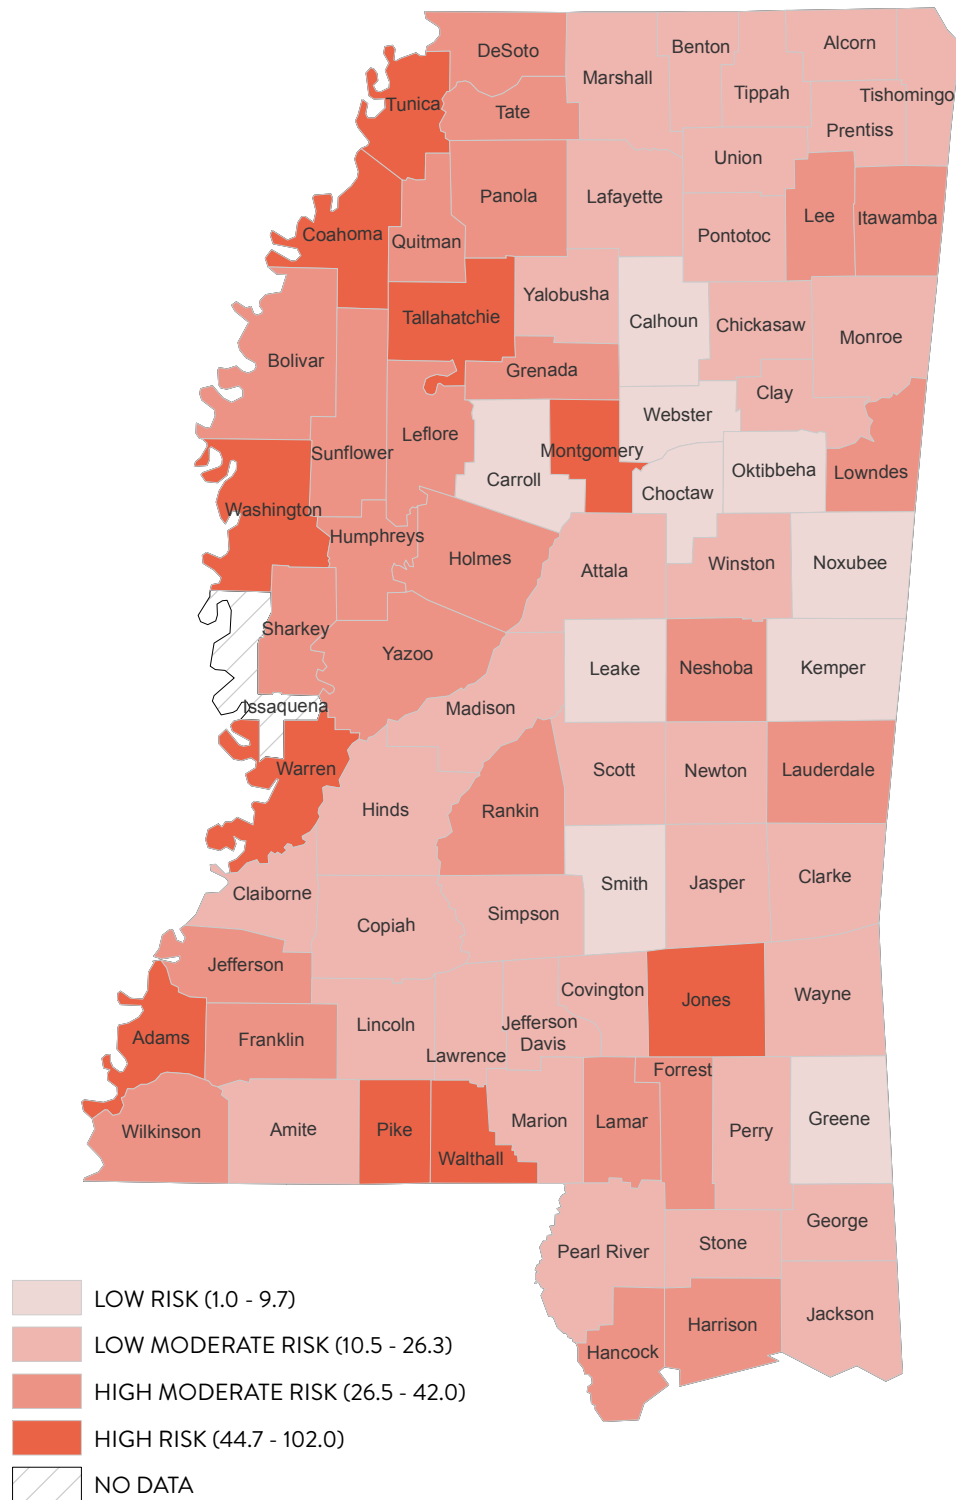 DeSoto
Marshall
Benton
Tippah
Alcorn
Tishomingo
Prentiss
Tunica
Tate
Union
Panola
Lafayette
Pontotoc
Lee
Itawamba
Coahoma
Quitman
Tallahatchie
Yalobusha
Calhoun
Chickasaw
Monroe
Bolivar
Grenada
Clay
Sunflower
Leflore
Carroll
Montgomery
Webster
Choctaw
Oktibbeha
Lowndes
Washington
Humphreys
Holmes
Attala
Winston
Noxubee
Sharkey
Issaquena
Yazoo
Madison
Leake
Neshoba
Kemper
Warren
Hinds
Rankin
Scott
Newton
Lauderdale
Claiborne
Copiah
Simpson
Smith
Jasper
Clarke
Jefferson
Adams
Franklin
Lincoln
Lawrence
Jefferson
Davis
Covington
Jones
Wayne
Wilkinson
Amite
Pike
Walthall
Marion
Lamar
Forrest
Perry
Greene
Pearl River
Stone
George
Hancock
Harrison
Jackson
LOW RISK (1.0 - 9.7)
LOW MODERATE RISK (10.5 - 26.3)
HIGH MODERATE RISK (26.5 - 42.0)
HIGH RISK (44.7 - 102.0)
NO DATA